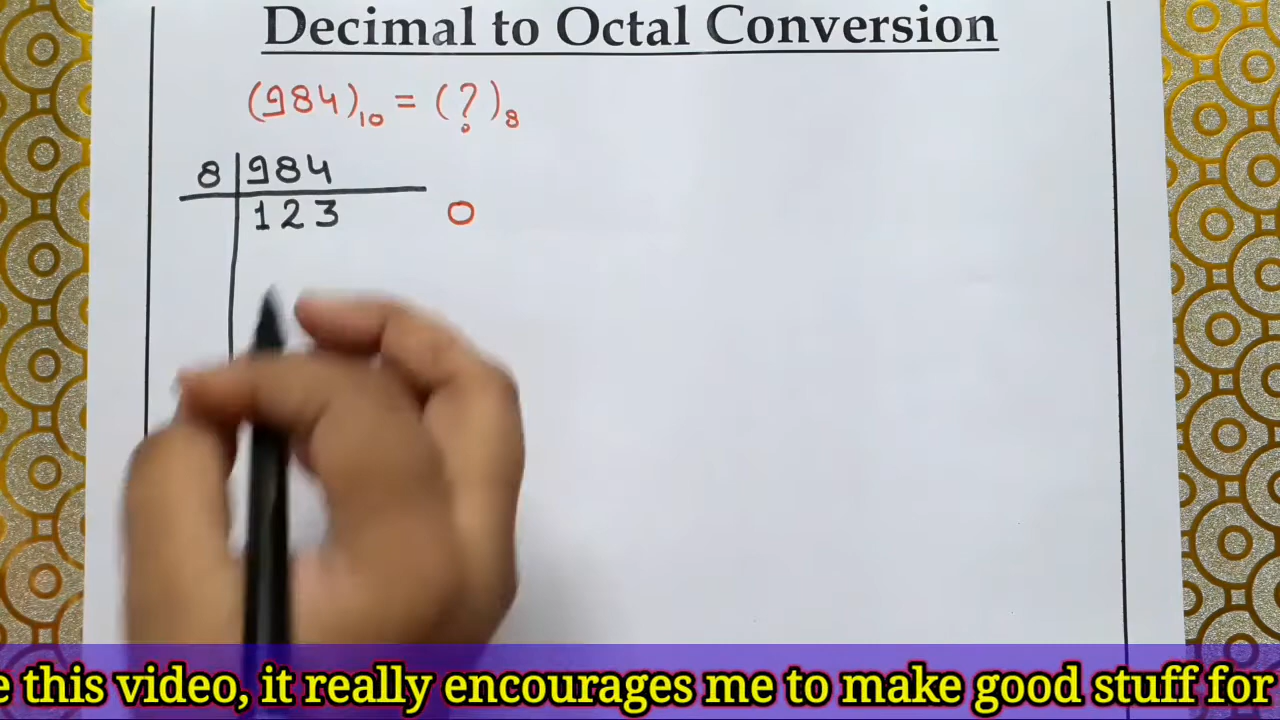 Decimal to Octal Conversion
(984)₁₀ = (?)₈
8 | 984
123 0
e this video, it really encourages me to make good stuff for